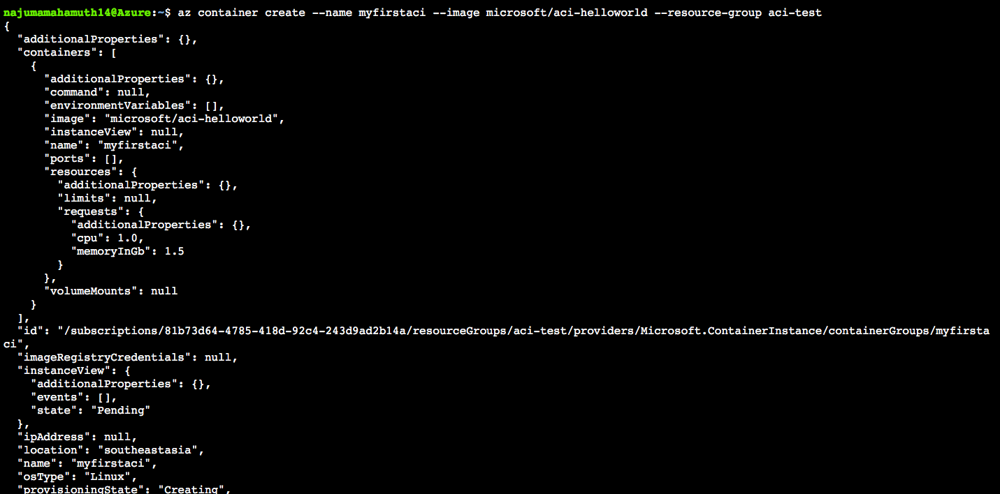 najumamahamuth14@Azure:~$ az container create --name myfirstaci --image microsoft/aci-helloworld --resource-group aci-test
{
  "additionalProperties": {},
  "containers": [
    {
      "additionalProperties": {},
      "command": null,
      "environmentVariables": [],
      "image": "microsoft/aci-helloworld",
      "instanceView": null,
      "name": "myfirstaci",
      "ports": [],
      "resources": {
        "additionalProperties": {},
        "limits": null,
        "requests": {
          "additionalProperties": {},
          "cpu": 1.0,
          "memoryInGb": 1.5
        }
      },
      "volumeMounts": null
    }
  ],
  "id": "/subscriptions/81b73d64-4785-418d-92c4-243d9ad2b14a/resourceGroups/aci-test/providers/Microsoft.ContainerInstance/containerGroups/myfirsta
ci",
  "imageRegistryCredentials": null,
  "instanceView": {
    "additionalProperties": {},
    "events": [],
    "state": "Pending"
  },
  "ipAddress": null,
  "location": "southeastasia",
  "name": "myfirstaci",
  "osType": "Linux",
  "provisioningState": "Creating",